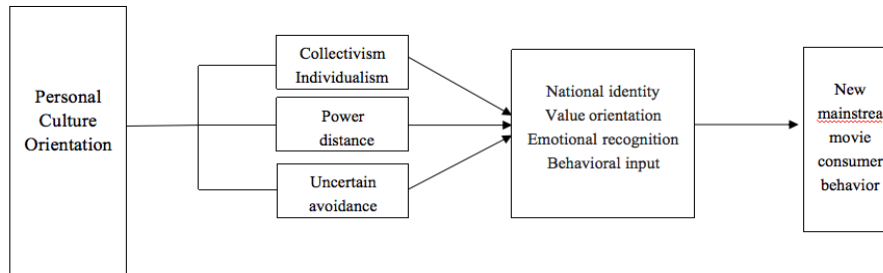 Personal
Culture
Orientation
Collectivism
Individualism
Power
distance
Uncertain
avoidance
National identity
Value orientation
Emotional recognition
Behavioral input
New
mainstrea
movie
consumer
behavior